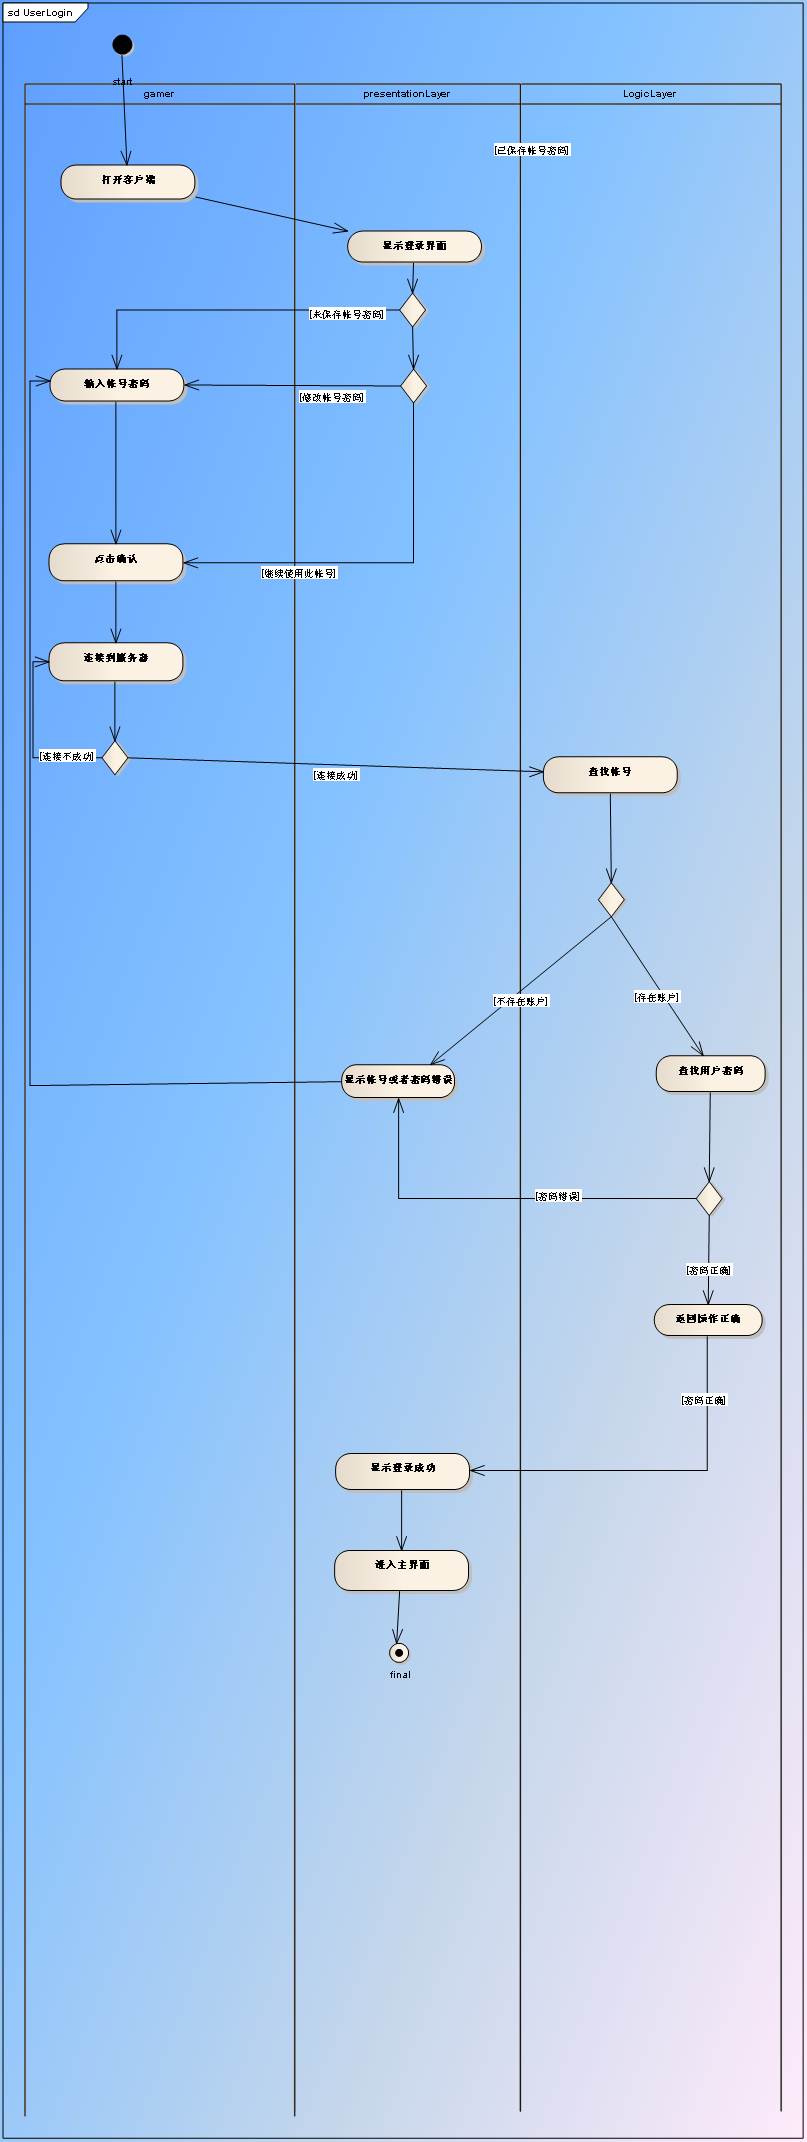 sd UserLogin
start
gamer
presentationLayer
LogicLayer
[已保存帐号密码]
打开客户端
显示登录界面
[未保存帐号密码]
输入帐号密码
[修改帐号密码]
点击确认
[继续使用此帐号]
连接到服务器
[连接不成功]
[连接成功]
查找帐号
[不存在账户]
[存在账户]
显示帐号或者密码错误
查找用户密码
[密码错误]
[密码正确]
返回操作正确
[密码正确]
显示登录成功
进入主界面
final